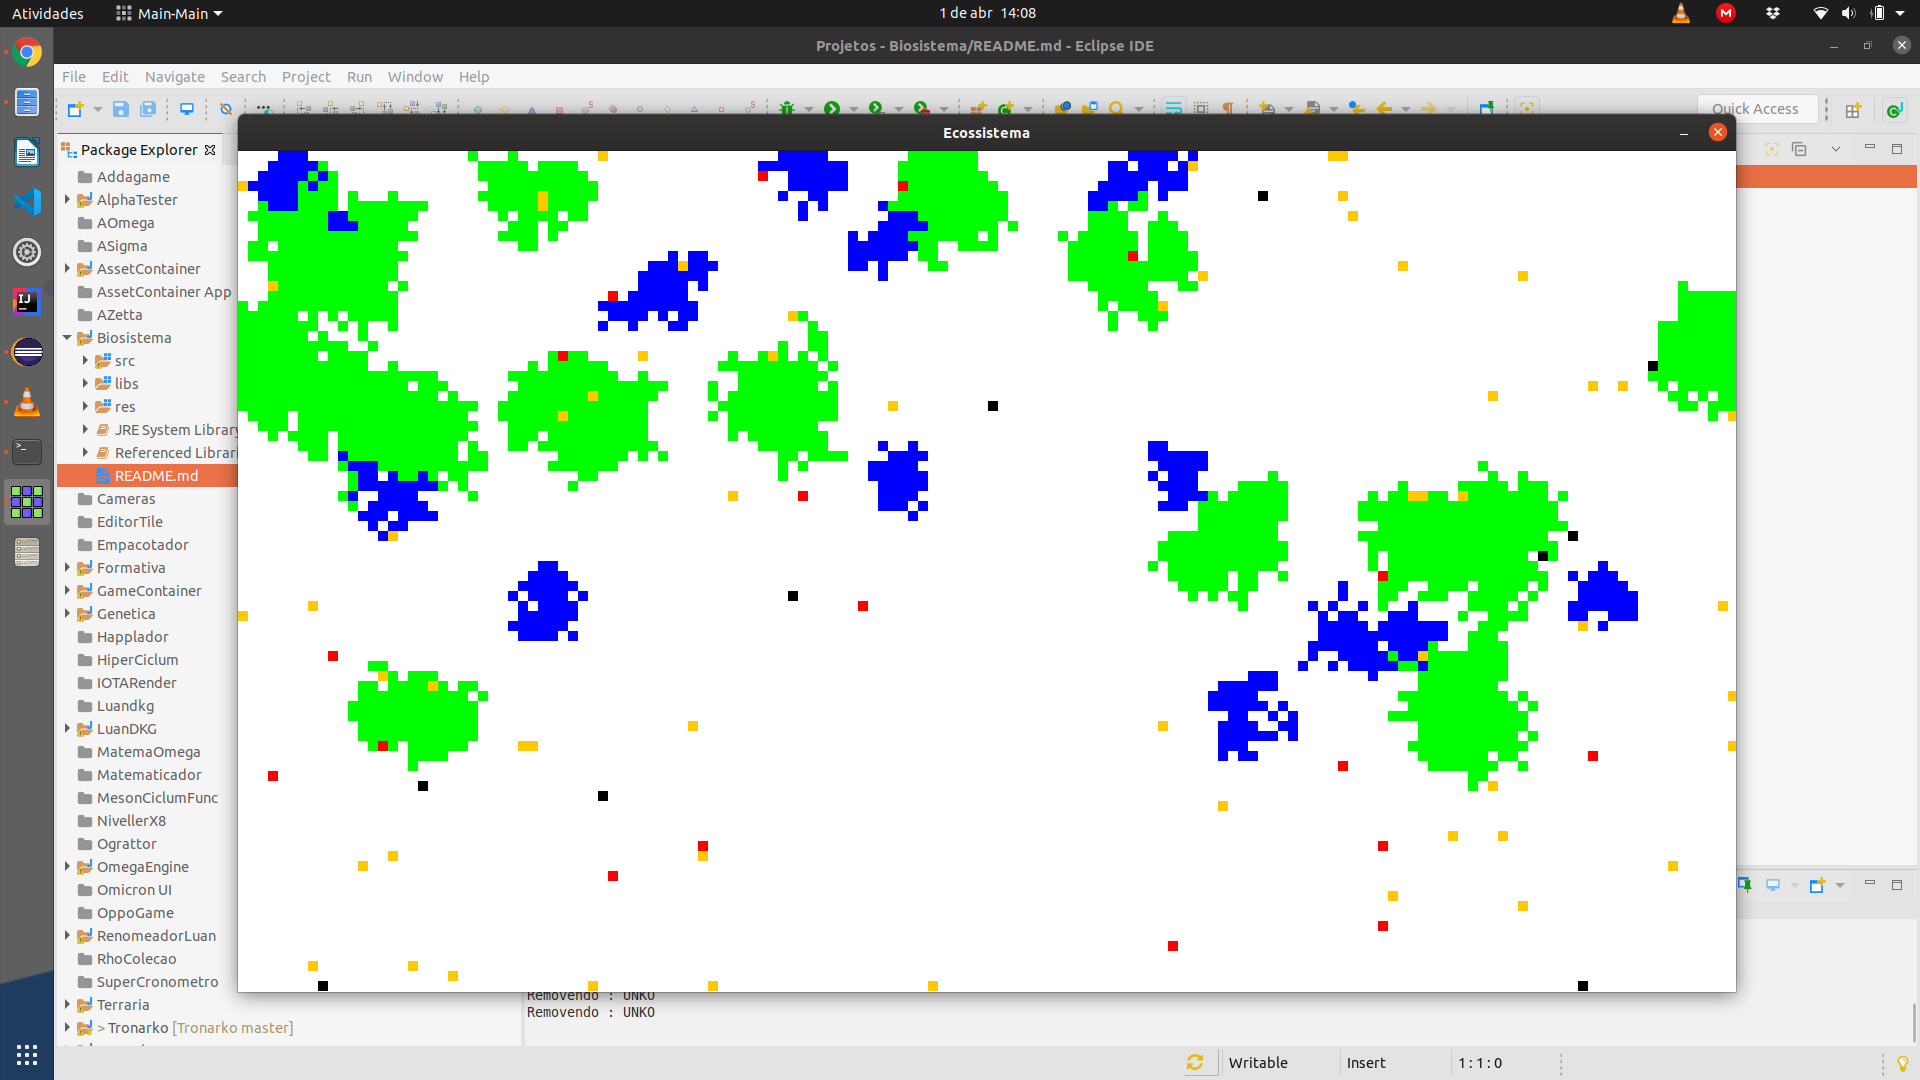 Atividades
Main-Main
1 de abr 14:08
Projetos - Biosistema/README.md - Eclipse IDE
File Edit Navigate Search Project Run Window Help
Quick Access
Ecossistema
Package Explorer
Addagame
AlphaTester
AOmega
ASigma
AssetContainer
AssetContainer App
AZetta
Biosistema
src
libs
res
JRE System Library
Referenced Librari
README.md
Cameras
EditorTile
Empacotador
Formativa
GameContainer
Genetica
Happlador
HiperCiclum
IOTARender
Luandkg
LuanDKG
MatemaOmega
Matematicador
MesonCiclumFunc
NivellerX8
Ograttor
OmegaEngine
Omicron UI
OppoGame
RenomeadorLuan
RhoColecao
SuperCronometro
Terraria
> Tronarko [Tronarko master]
Removendo : UNKO
Removendo : UNKO
Writable Insert 1 : 1 : 0